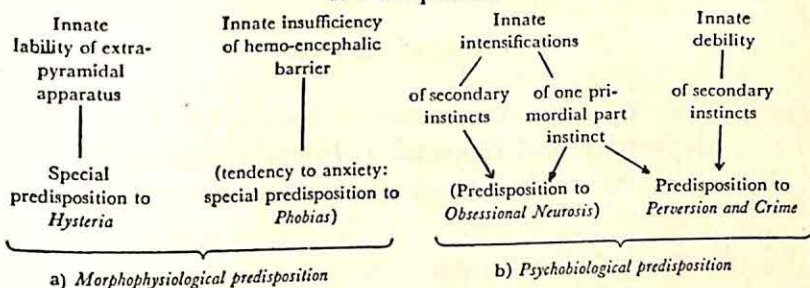 Innate
lability of extra-
pyramidal
apparatus
Special
predisposition to
Hysteria
Innate insufficiency
of hemo-encephalic
barrier
(tendency to anxiety:
special predisposition to
Phobias)
a) Morphophysiological predisposition
Innate
intensifications
of secondary
instincts
of one pri-
mordial part
instinct
(Predisposition to
Obsessional Neurosis)
Innate
debility
of secondary
instincts
Predisposition to
Perversion and Crime
b) Psychobiological predisposition